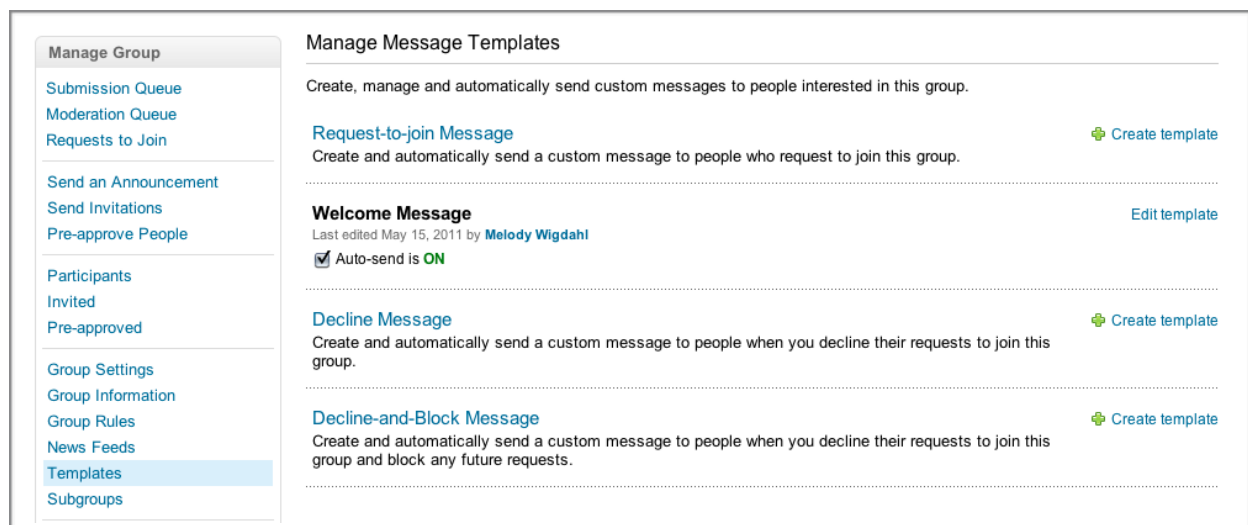 Manage Group
Submission Queue
Moderation Queue
Requests to Join
Send an Announcement
Send Invitations
Pre-approve People
Participants
Invited
Pre-approved
Group Settings
Group Information
Group Rules
News Feeds
Templates
Subgroups
Manage Message Templates
Create, manage and automatically send custom messages to people interested in this group.
Request-to-join Message
Create template
Create and automatically send a custom message to people who request to join this group.
Welcome Message
Edit template
Last edited May 15, 2011 by Melody Wigdahl
Auto-send is ON
Decline Message
Create template
Create and automatically send a custom message to people when you decline their requests to join this
group.
Decline-and-Block Message
Create template
Create and automatically send a custom message to people when you decline their requests to join this
group and block any future requests.